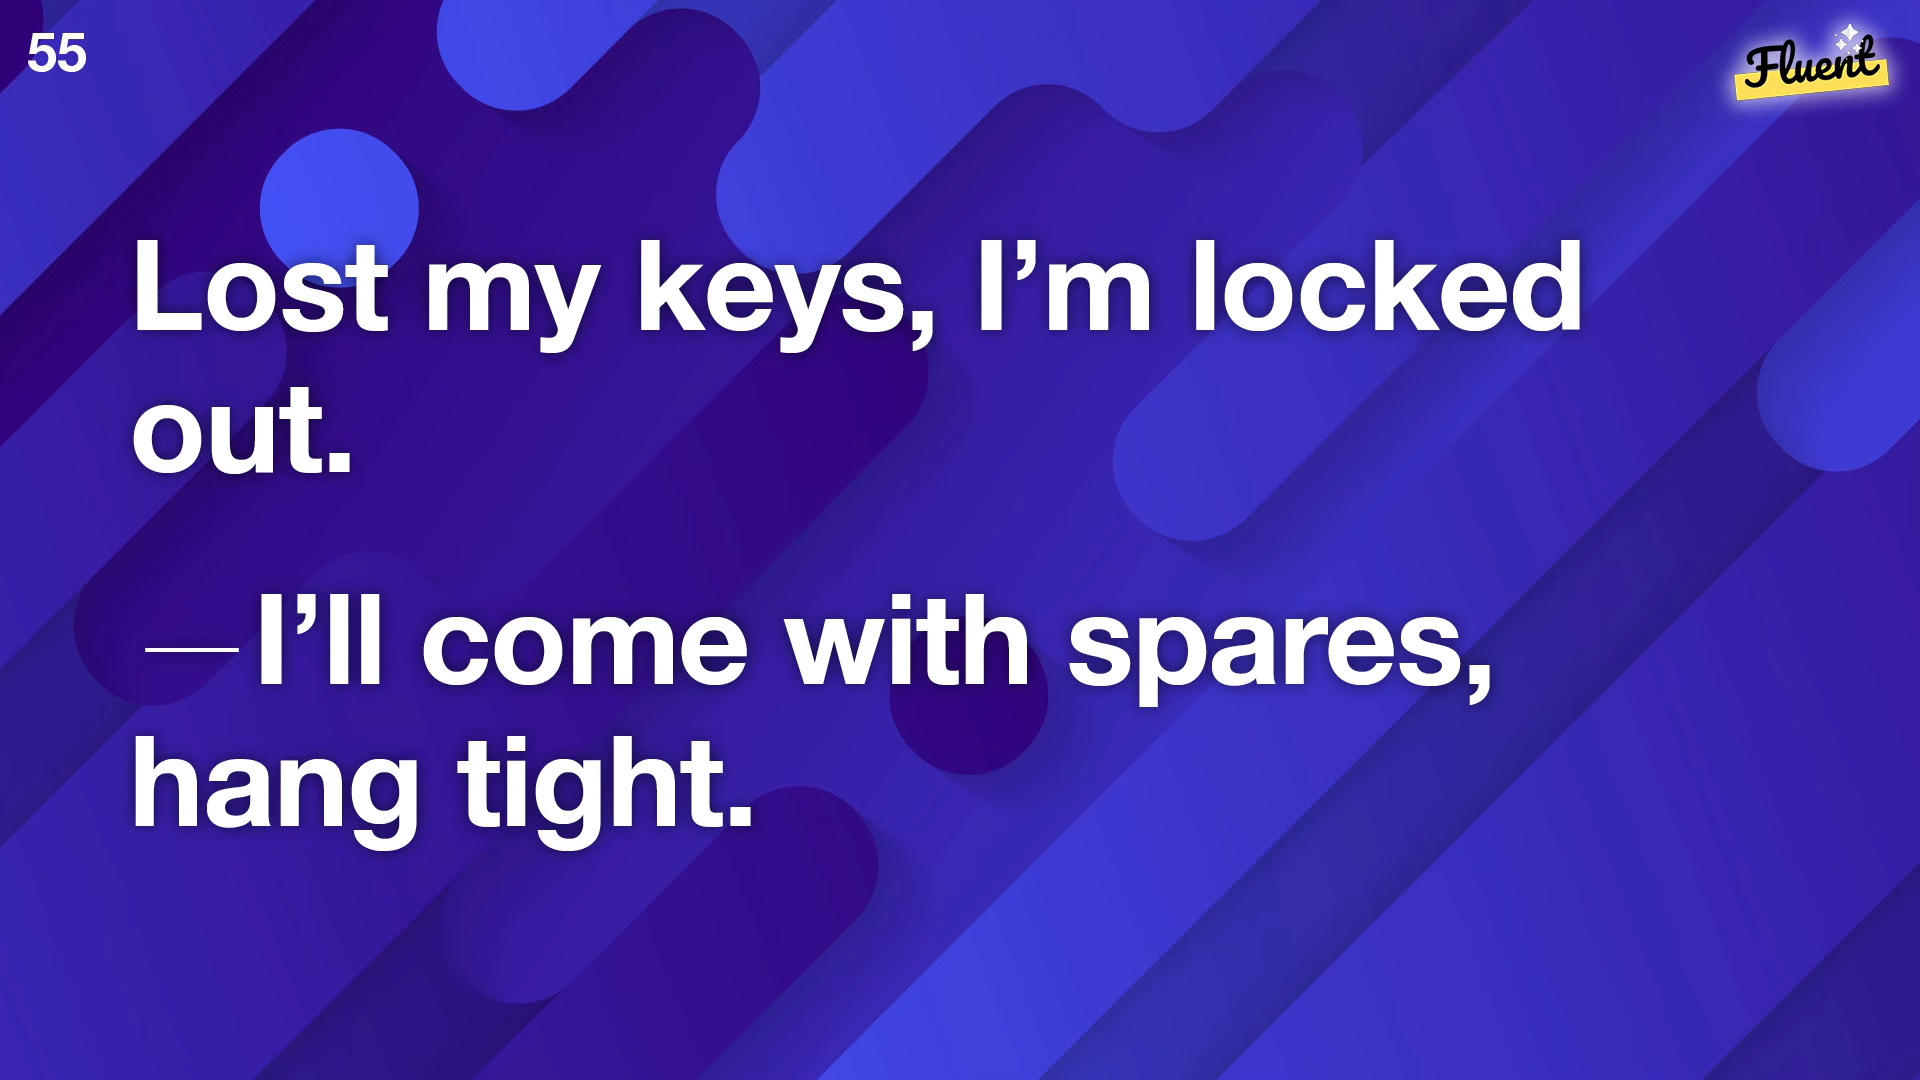 55
Fluent
Lost my keys, I’m locked
out.
—I’ll come with spares,
hang tight.